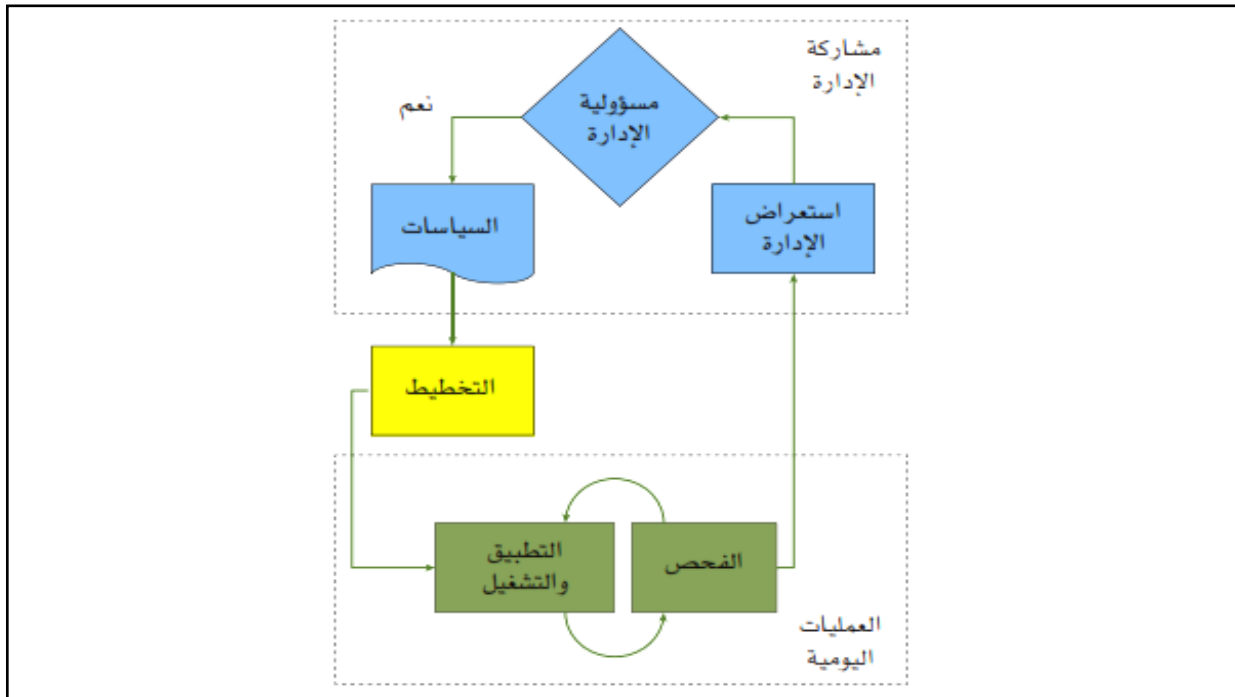 مشاركة
الإدارة
مسؤولية
الإدارة
نعم
استعراض
الإدارة
السياسات
التخطيط
الفحص
التطبيق
والتشغيل
العمليات
اليومية